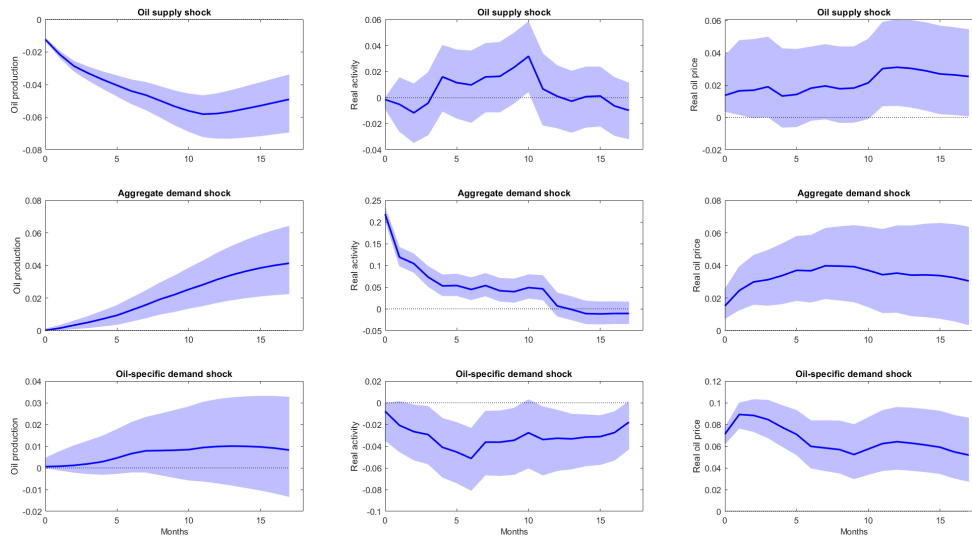 Oil supply shock
Oil production
0
-0.02
-0.04
-0.06
-0.08
0 5 10 15
Oil supply shock
Real activity
0.06
0.04
0.02
0
-0.02
-0.04
0 5 10 15
Oil supply shock
Real oil price
0.06
0.04
0.02
0
-0.02
0 5 10 15
Aggregate demand shock
Oil production
0.08
0.06
0.04
0.02
0
0 5 10 15
Aggregate demand shock
Real activity
0.25
0.2
0.15
0.1
0.05
0
-0.05
0 5 10 15
Aggregate demand shock
Real oil price
0.08
0.06
0.04
0.02
0
0 5 10 15
Oil-specific demand shock
Oil production
0.04
0.03
0.02
0.01
0
-0.01
-0.02
0 5 10 15
Months
Oil-specific demand shock
Real activity
0.02
0
-0.02
-0.04
-0.06
-0.08
-0.1
0 5 10 15
Months
Oil-specific demand shock
Real oil price
0.12
0.1
0.08
0.06
0.04
0.02
0
0 5 10 15
Months